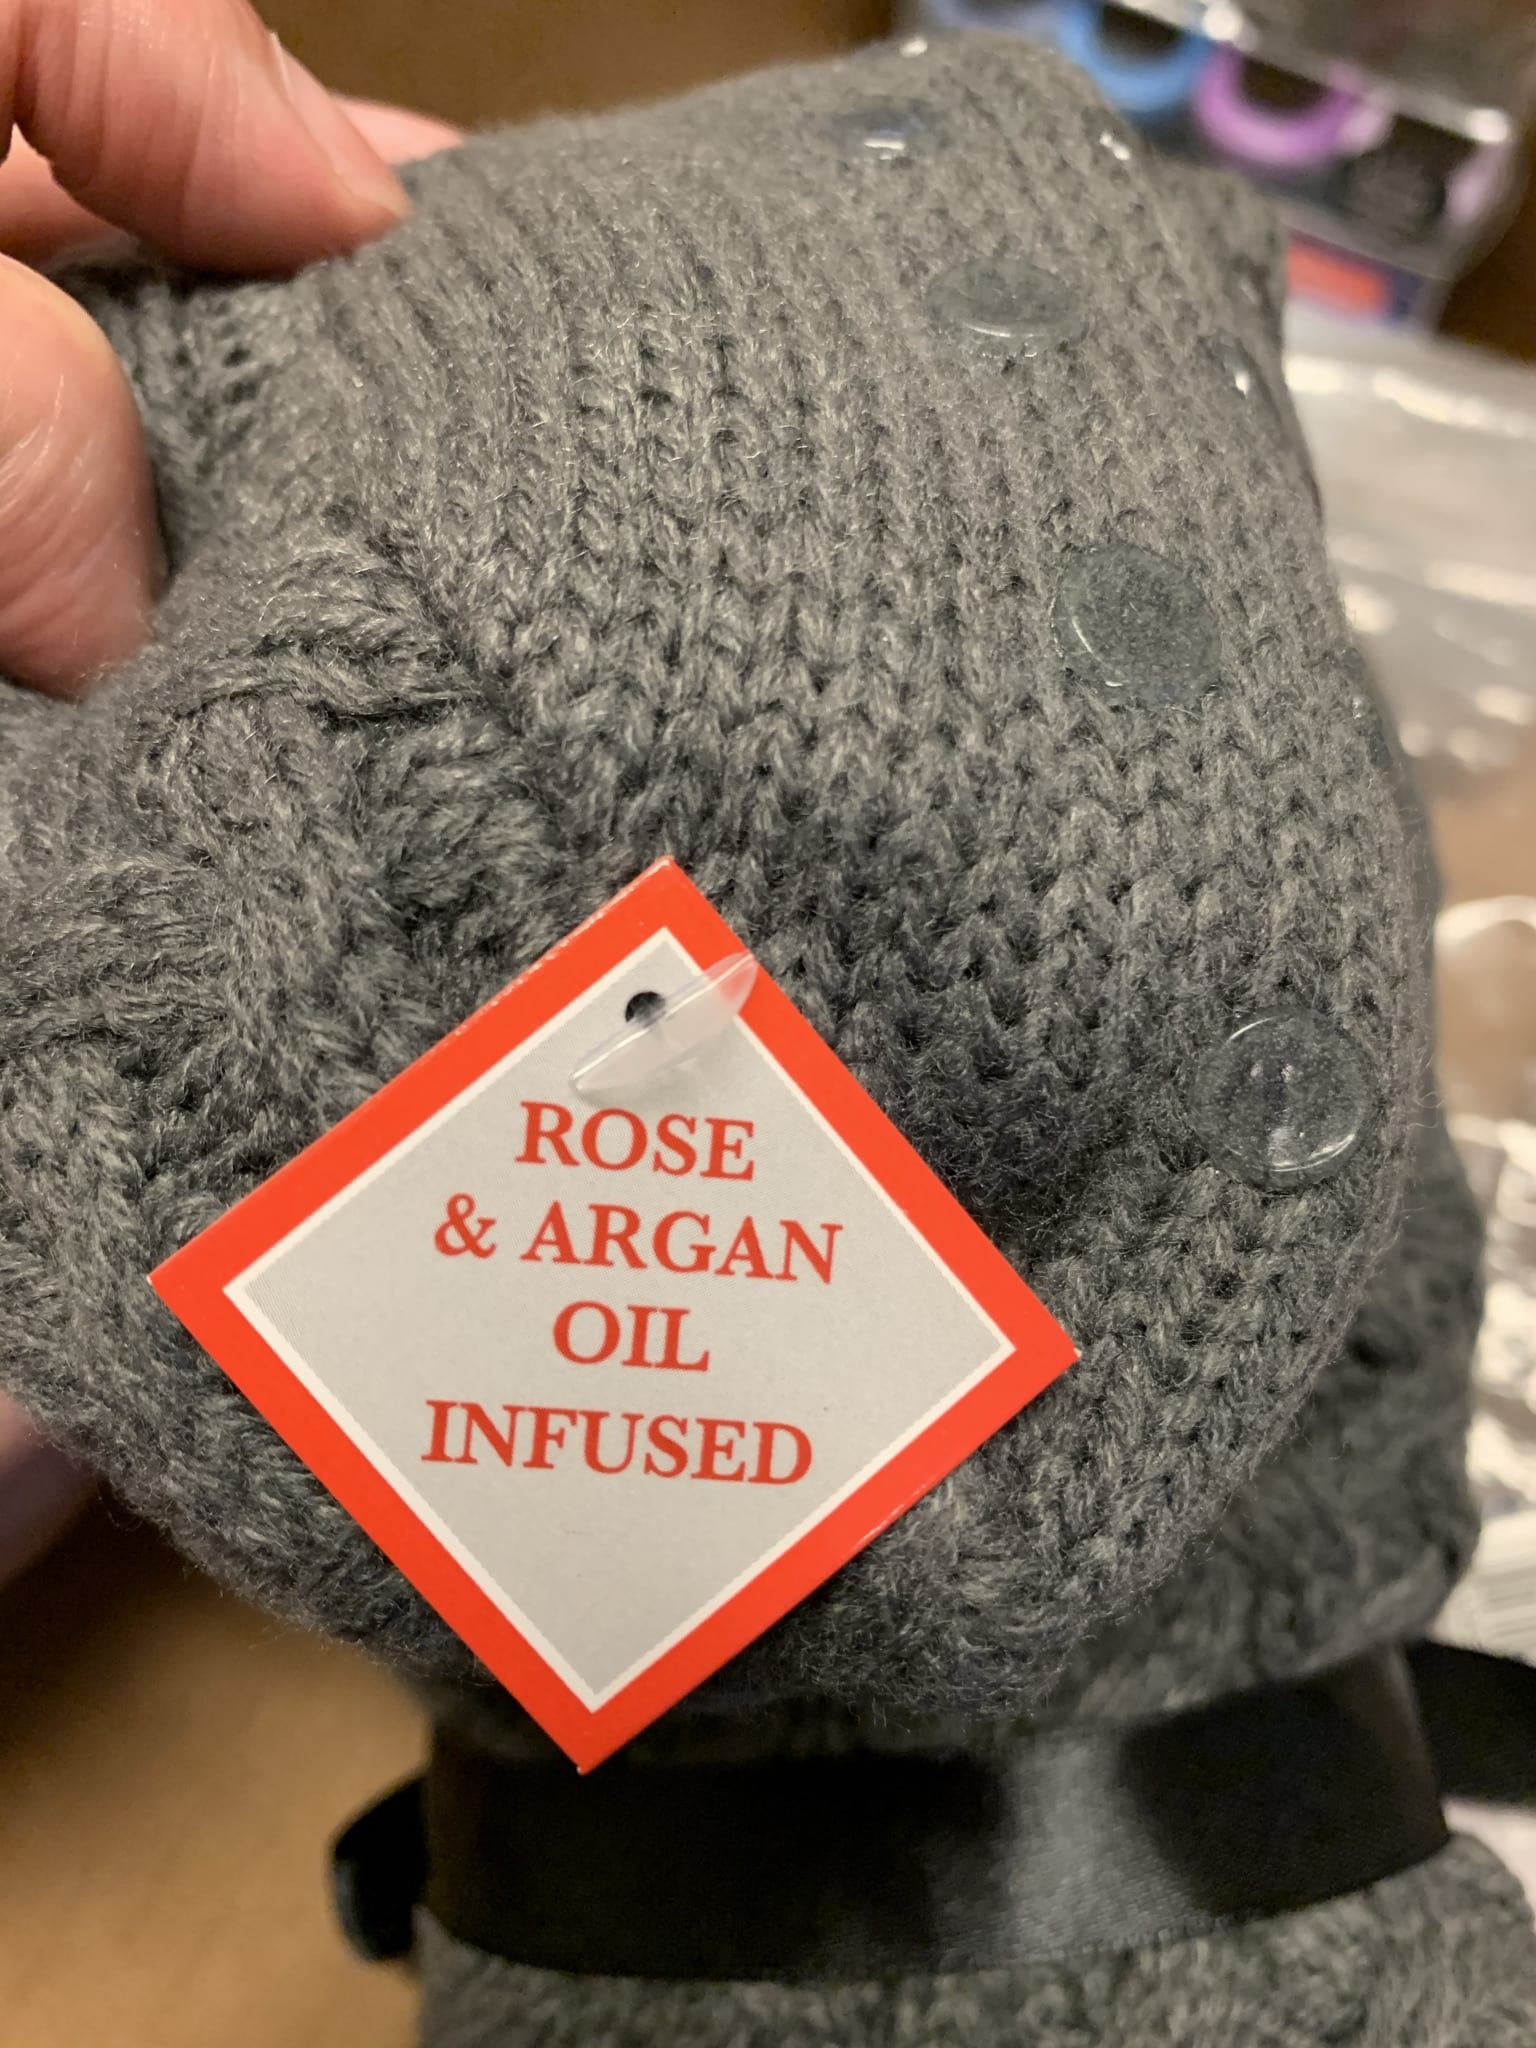 ROSE
& ARGAN
OIL
INFUSED